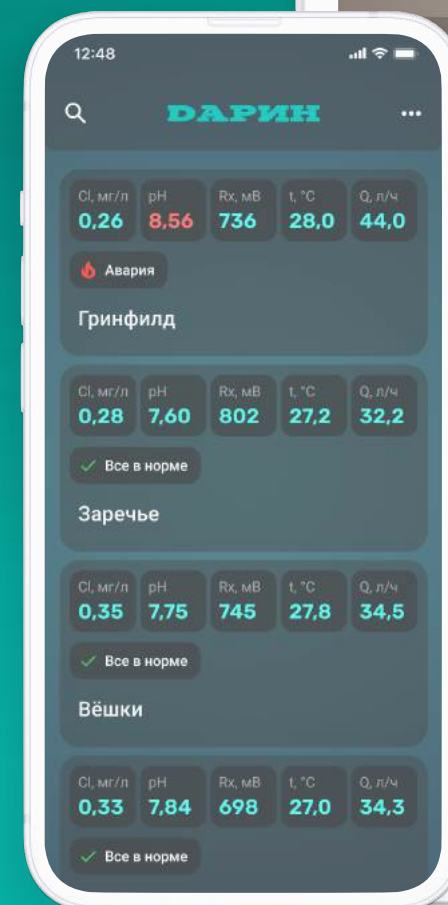 12:48
ДАРИН
Cl, мг/л pH Rx, мВ t, °C Q, л/ч
0,26 8,56 736 28,0 44,0
Авария
Гринфилд
Cl, мг/л pH Rx, мВ t, °C Q, л/ч
0,28 7,60 802 27,2 32,2
Все в норме
Заречье
Cl, мг/л pH Rx, мВ t, °C Q, л/ч
0,35 7,75 745 27,8 34,5
Все в норме
Вёшки
Cl, мг/л pH Rx, мВ t, °C Q, л/ч
0,33 7,84 698 27,0 34,3
Все в норме